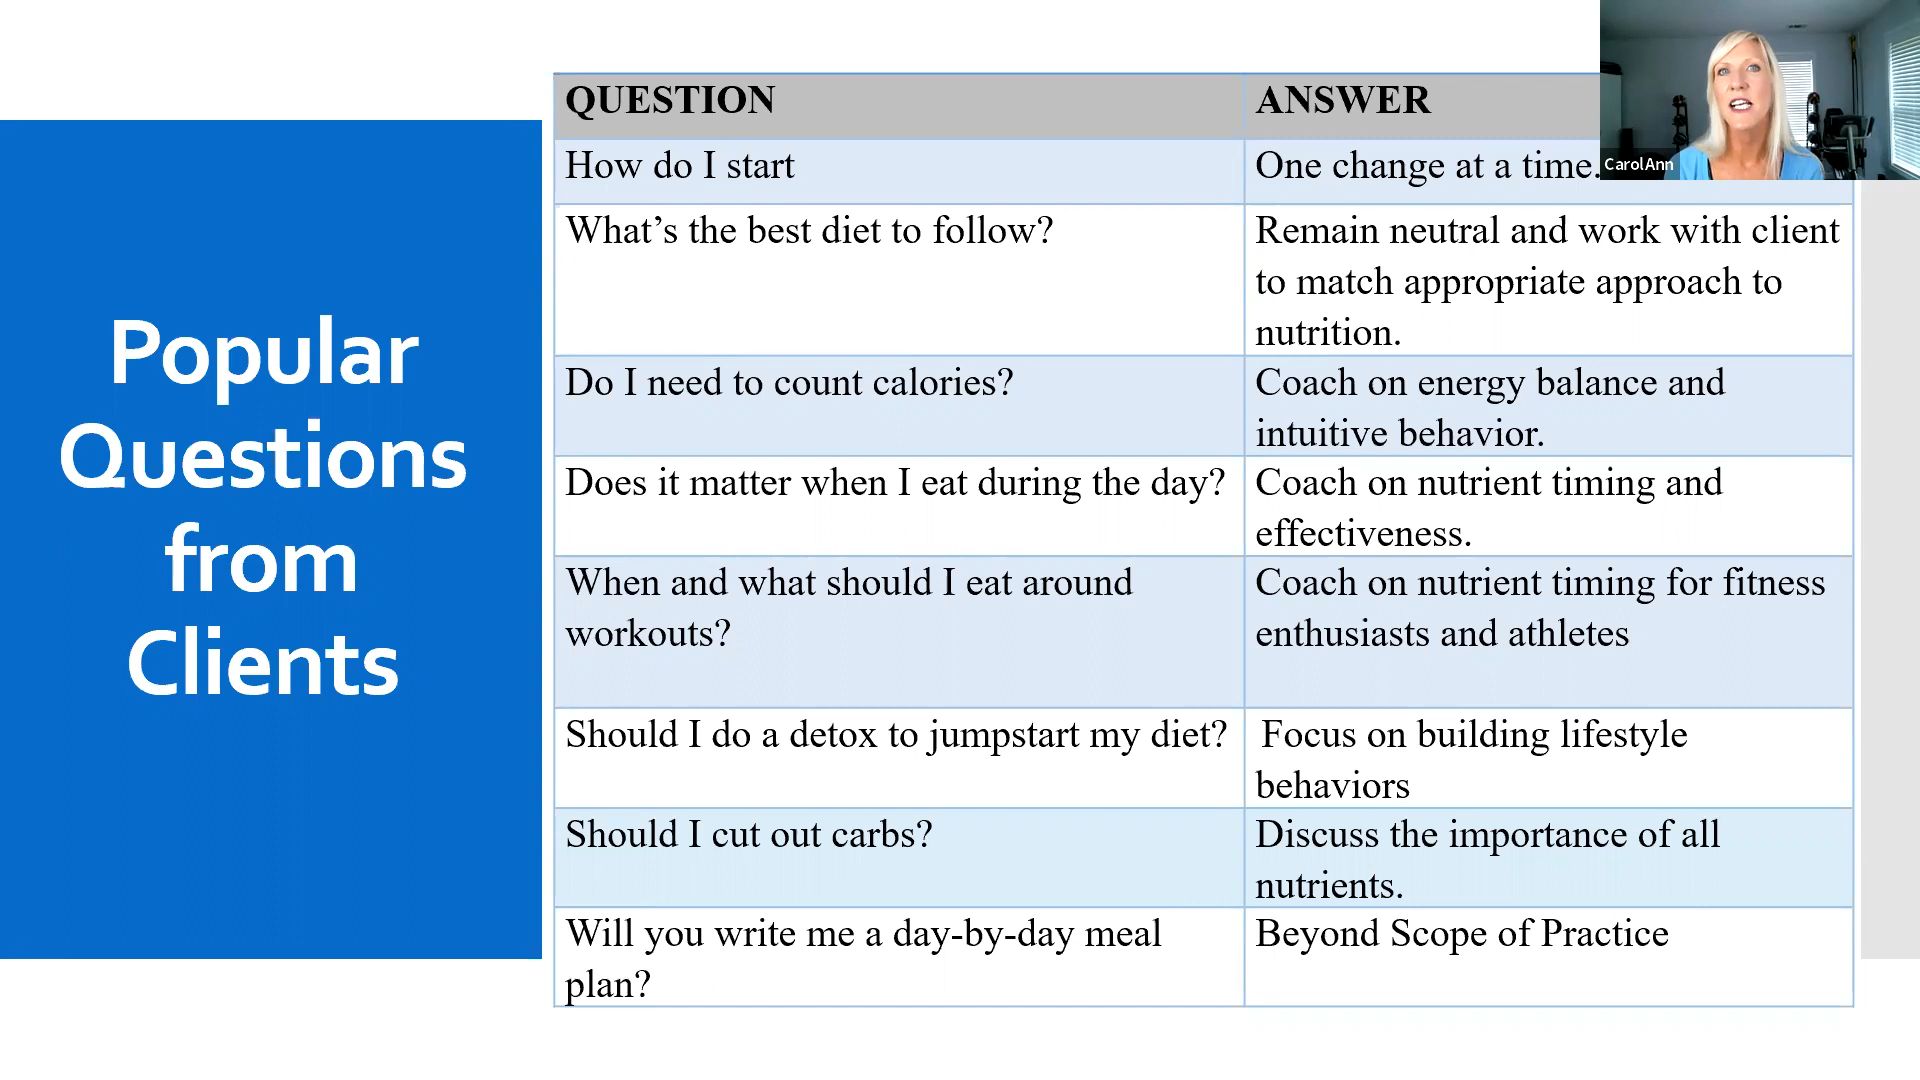 Popular
Questions
from
Clients
QUESTION
ANSWER
How do I start
One change at a time.
What’s the best diet to follow?
Remain neutral and work with client
to match appropriate approach to
nutrition.
Do I need to count calories?
Coach on energy balance and
intuitive behavior.
Does it matter when I eat during the day?
Coach on nutrient timing and
effectiveness.
When and what should I eat around
workouts?
Coach on nutrient timing for fitness
enthusiasts and athletes
Should I do a detox to jumpstart my diet?
Focus on building lifestyle
behaviors
Should I cut out carbs?
Discuss the importance of all
nutrients.
Will you write me a day-by-day meal
plan?
Beyond Scope of Practice
CarolAnn